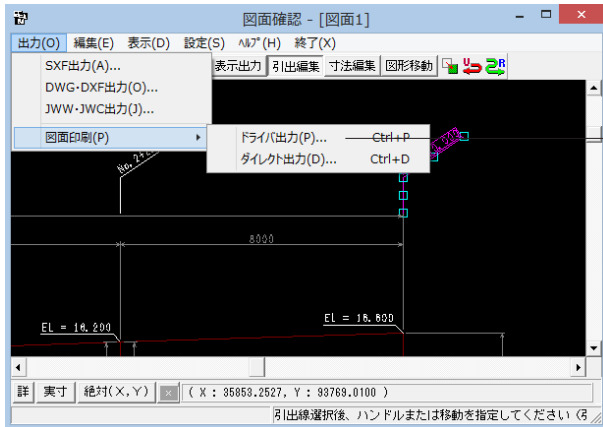 図面確認 - [図面1]
出力(O) 編集(E) 表示(D) 設定(S) ﾍﾙﾌﾟ(H) 終了(X)
表示出力 引出編集 寸法編集 図形移動
SXF出力(A)...
DWG・DXF出力(O)...
JWW・JWC出力(J)...
図面印刷(P)
ドライバ出力(P)... Ctrl+P
ダイレクト出力(D)... Ctrl+D
8000
EL = 16.200
EL = 16.600
詳 実寸 絶対(X,Y) × ( X : 35853.2527, Y : 93769.0100 )
引出線選択後、ハンドルまたは移動を指定してください